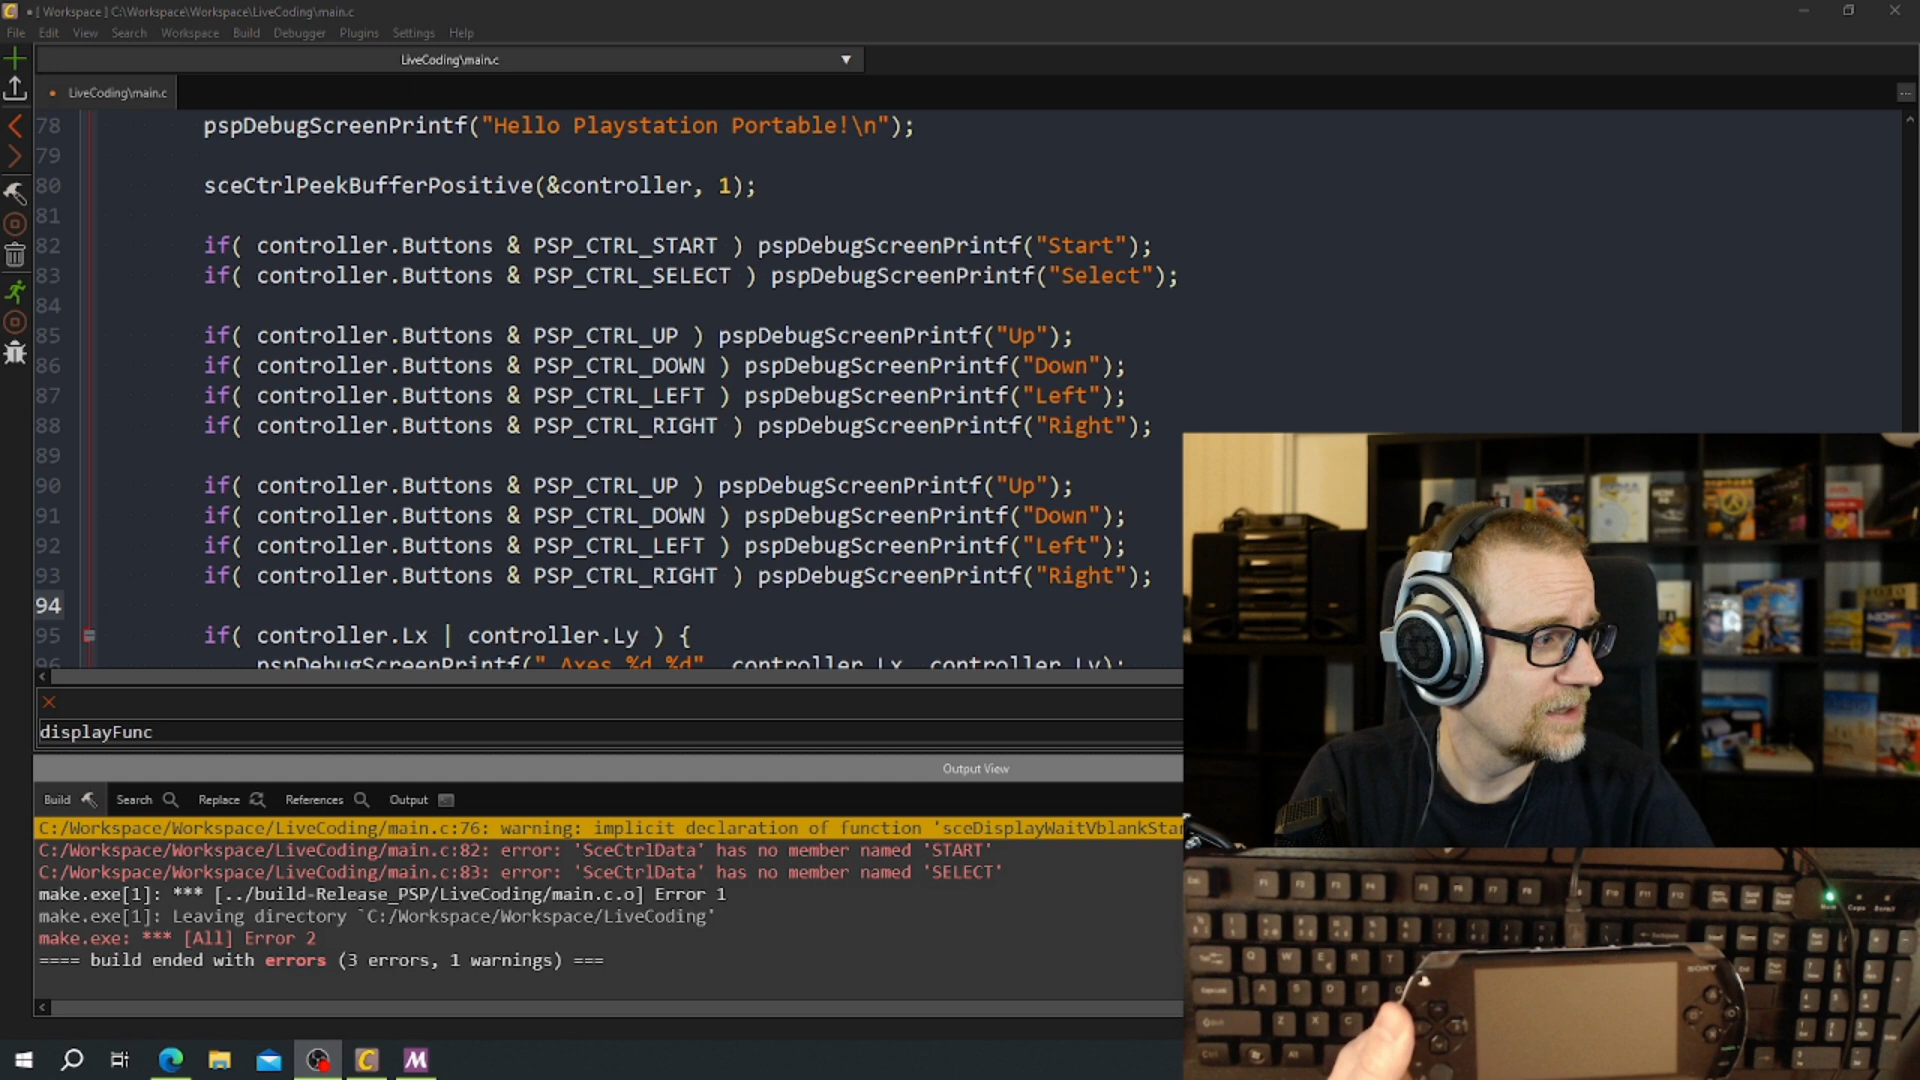 [ Workspace ] C:\Workspace\Workspace\LiveCoding\main.c
File Edit View Search Workspace Build Debugger Plugins Settings Help
LiveCoding\main.c
LiveCoding\main.c
78 pspDebugScreenPrintf("Hello Playstation Portable!\n");
79
80 sceCtrlPeekBufferPositive(&controller, 1);
81
82 if( controller.Buttons & PSP_CTRL_START ) pspDebugScreenPrintf("Start");
83 if( controller.Buttons & PSP_CTRL_SELECT ) pspDebugScreenPrintf("Select");
84
85 if( controller.Buttons & PSP_CTRL_UP ) pspDebugScreenPrintf("Up");
86 if( controller.Buttons & PSP_CTRL_DOWN ) pspDebugScreenPrintf("Down");
87 if( controller.Buttons & PSP_CTRL_LEFT ) pspDebugScreenPrintf("Left");
88 if( controller.Buttons & PSP_CTRL_RIGHT ) pspDebugScreenPrintf("Right");
89
90 if( controller.Buttons & PSP_CTRL_UP ) pspDebugScreenPrintf("Up");
91 if( controller.Buttons & PSP_CTRL_DOWN ) pspDebugScreenPrintf("Down");
92 if( controller.Buttons & PSP_CTRL_LEFT ) pspDebugScreenPrintf("Left");
93 if( controller.Buttons & PSP_CTRL_RIGHT ) pspDebugScreenPrintf("Right");
94
95 if( controller.Lx | controller.Ly ) {
96 pspDebugScreenPrintf(" Axes %d %d", controller.Lx, controller.Ly);
displayFunc
Output View
Build Search Replace References Output
C:/Workspace/Workspace/LiveCoding/main.c:76: warning: implicit declaration of function 'sceDisplayWaitVblankStar
C:/Workspace/Workspace/LiveCoding/main.c:82: error: 'SceCtrlData' has no member named 'START'
C:/Workspace/Workspace/LiveCoding/main.c:83: error: 'SceCtrlData' has no member named 'SELECT'
make.exe[1]: *** [../build-Release_PSP/LiveCoding/main.c.o] Error 1
make.exe[1]: Leaving directory `C:/Workspace/Workspace/LiveCoding'
make.exe: *** [All] Error 2
==== build ended with errors (3 errors, 1 warnings) ===
SONY